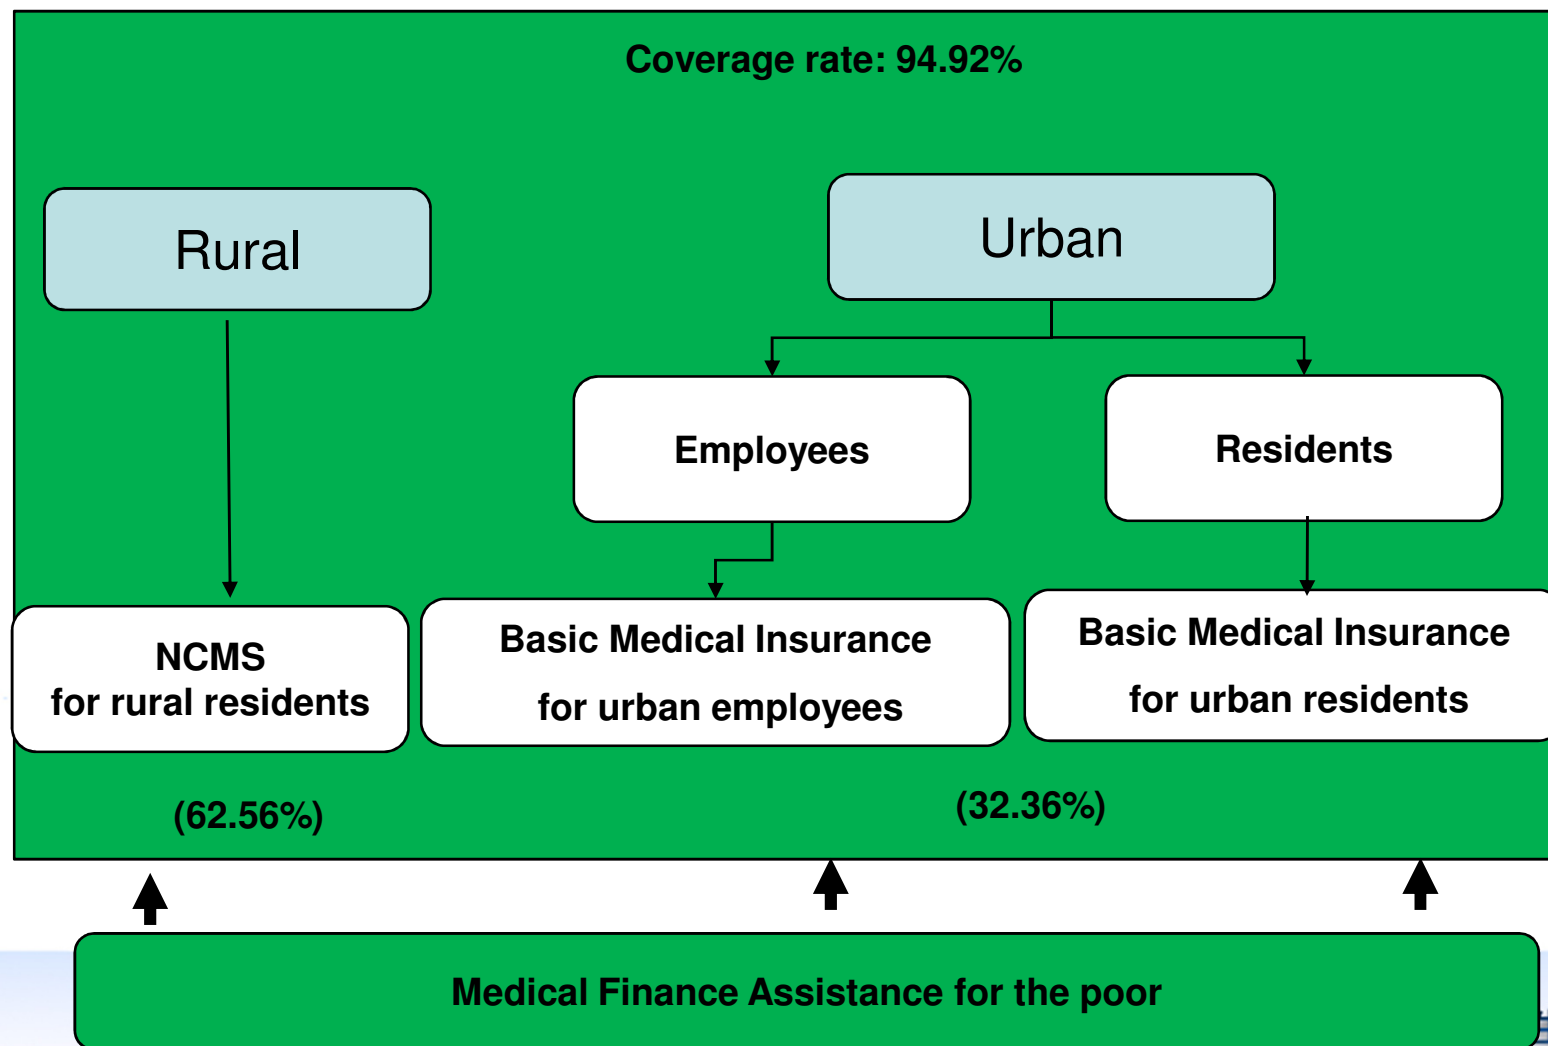 Coverage rate: 94.92%
Rural
Urban
Employees
Residents
NCMS
for rural residents
Basic Medical Insurance
for urban employees
Basic Medical Insurance
for urban residents
(62.56%)
(32.36%)
Medical Finance Assistance for the poor